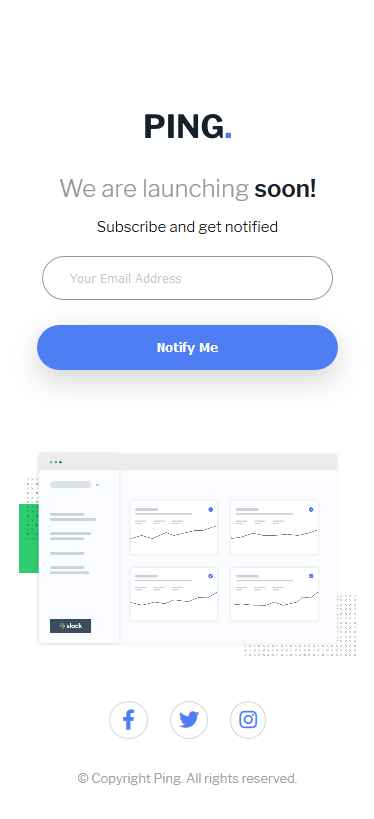 PING.
We are launching soon!
Subscribe and get notified
Your Email Address
Notify Me
slack
© Copyright Ping. All rights reserved.